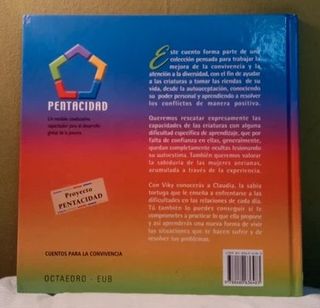 PENTACIDAD
Un modelo coeducativo,
capacitador para el desarrollo
global de la persona
Proyecto
PENTACIDAD
CUENTOS PARA LA CONVIVENCIA
OCTAEDRO - EUB
Este cuento forma parte de una
colección pensada para trabajar la
mejora de la convivencia y la
atención a la diversidad, con el fin de ayudar
a las criaturas a tomar las riendas de su
vida, desde la autoaceptación, conociendo
su poder personal y aprendiendo a resolver
los conflictos de manera positiva.
Queremos rescatar expresamente las
capacidades de las criaturas con alguna
dificultad específica de aprendizaje, que por
falta de confianza en ellas, generalmente,
quedan completamente ocultas lesionando
su autoestima. También queremos valorar
la sabiduría de las mujeres ancianas,
acumulada a través de la experiencia.
Con Viky conocerás a Claudia, la sabia
tortuga que le enseña a enfrentarse a las
dificultades en las relaciones de cada día.
Tú también lo puedes conseguir si te
comprometes a practicar lo que ella propone
y así aprenderás una nueva forma de vivir
las situaciones que te hacen sufrir y de
resolver tus problemas.